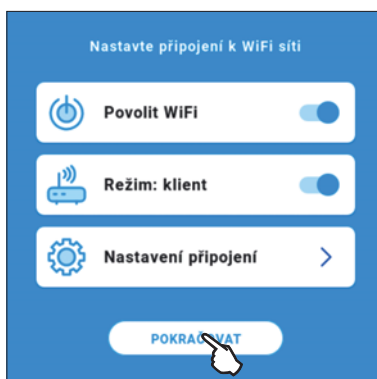 Nastavte připojení k WiFi síti
Povolit WiFi
Režim: klient
Nastavení připojení
POKRAČOVAT